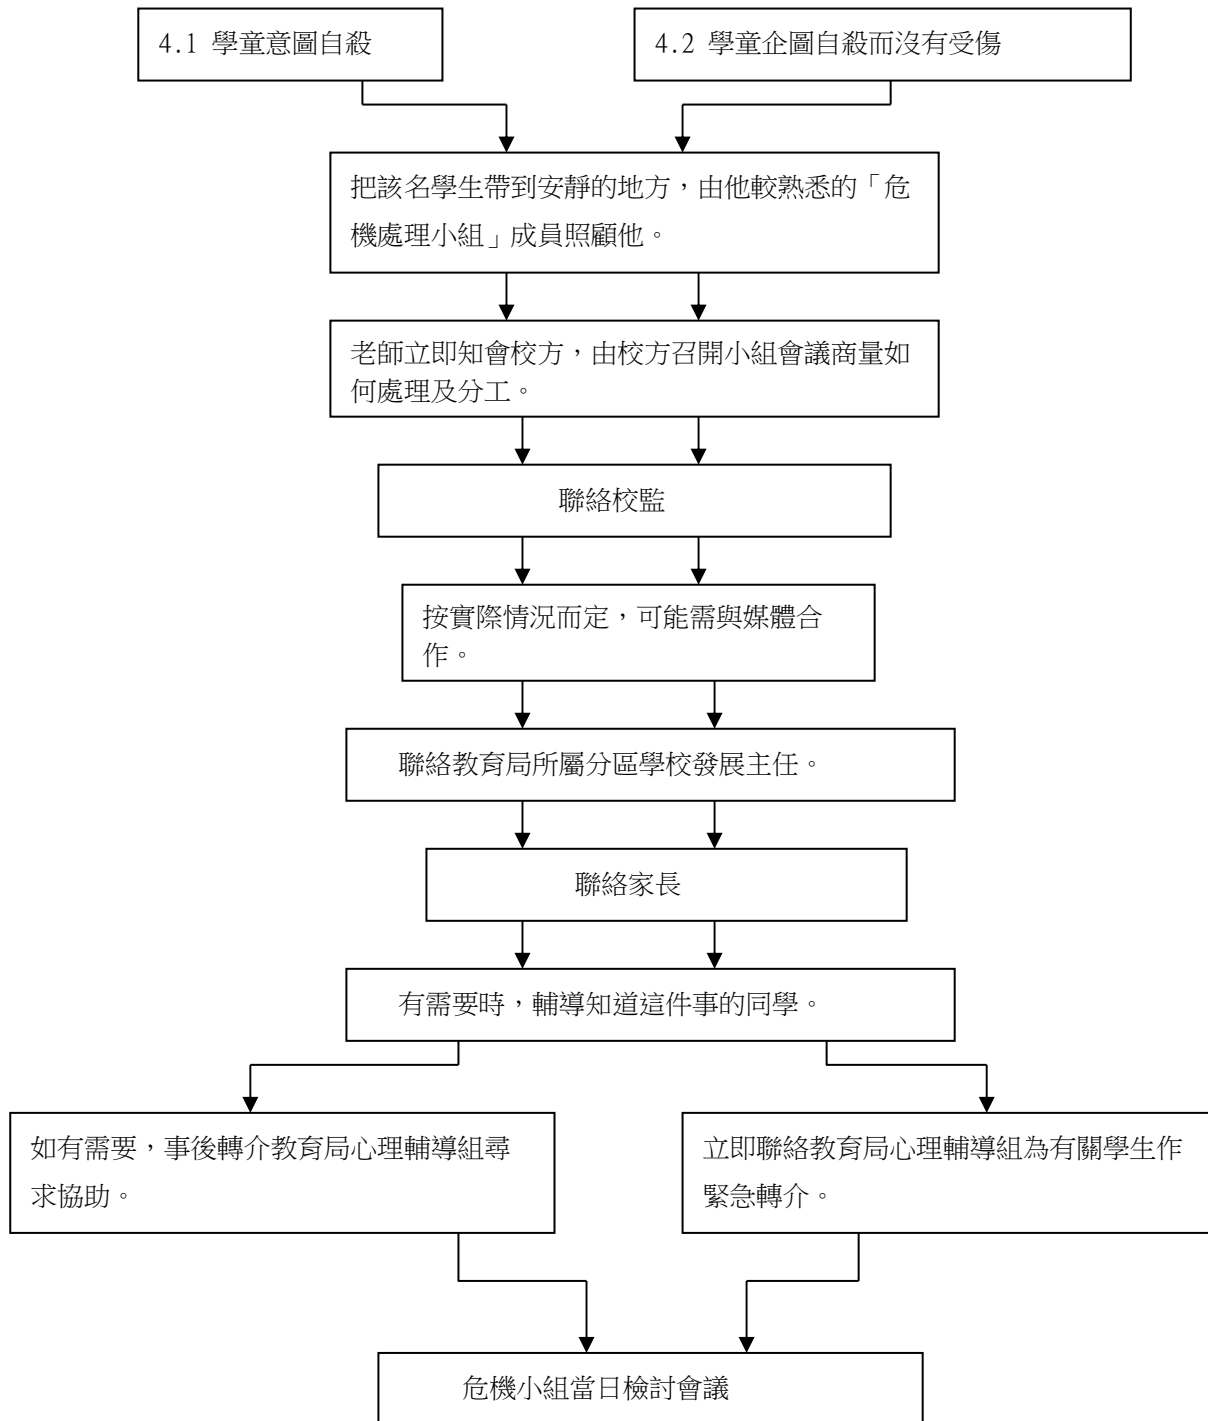 4.1 學童意圖自殺
4.2 學童企圖自殺而沒有受傷
把該名學生帶到安靜的地方，由他較熟悉的「危
機處理小組」成員照顧他。
老師立即知會校方，由校方召開小組會議商量如
何處理及分工。
聯絡校監
按實際情況而定，可能需與媒體合
作。
聯絡教育局所屬分區學校發展主任。
聯絡家長
有需要時，輔導知道這件事的同學。
如有需要，事後轉介教育局心理輔導組尋
求協助。
立即聯絡教育局心理輔導組為有關學生作
緊急轉介。
危機小組當日檢討會議